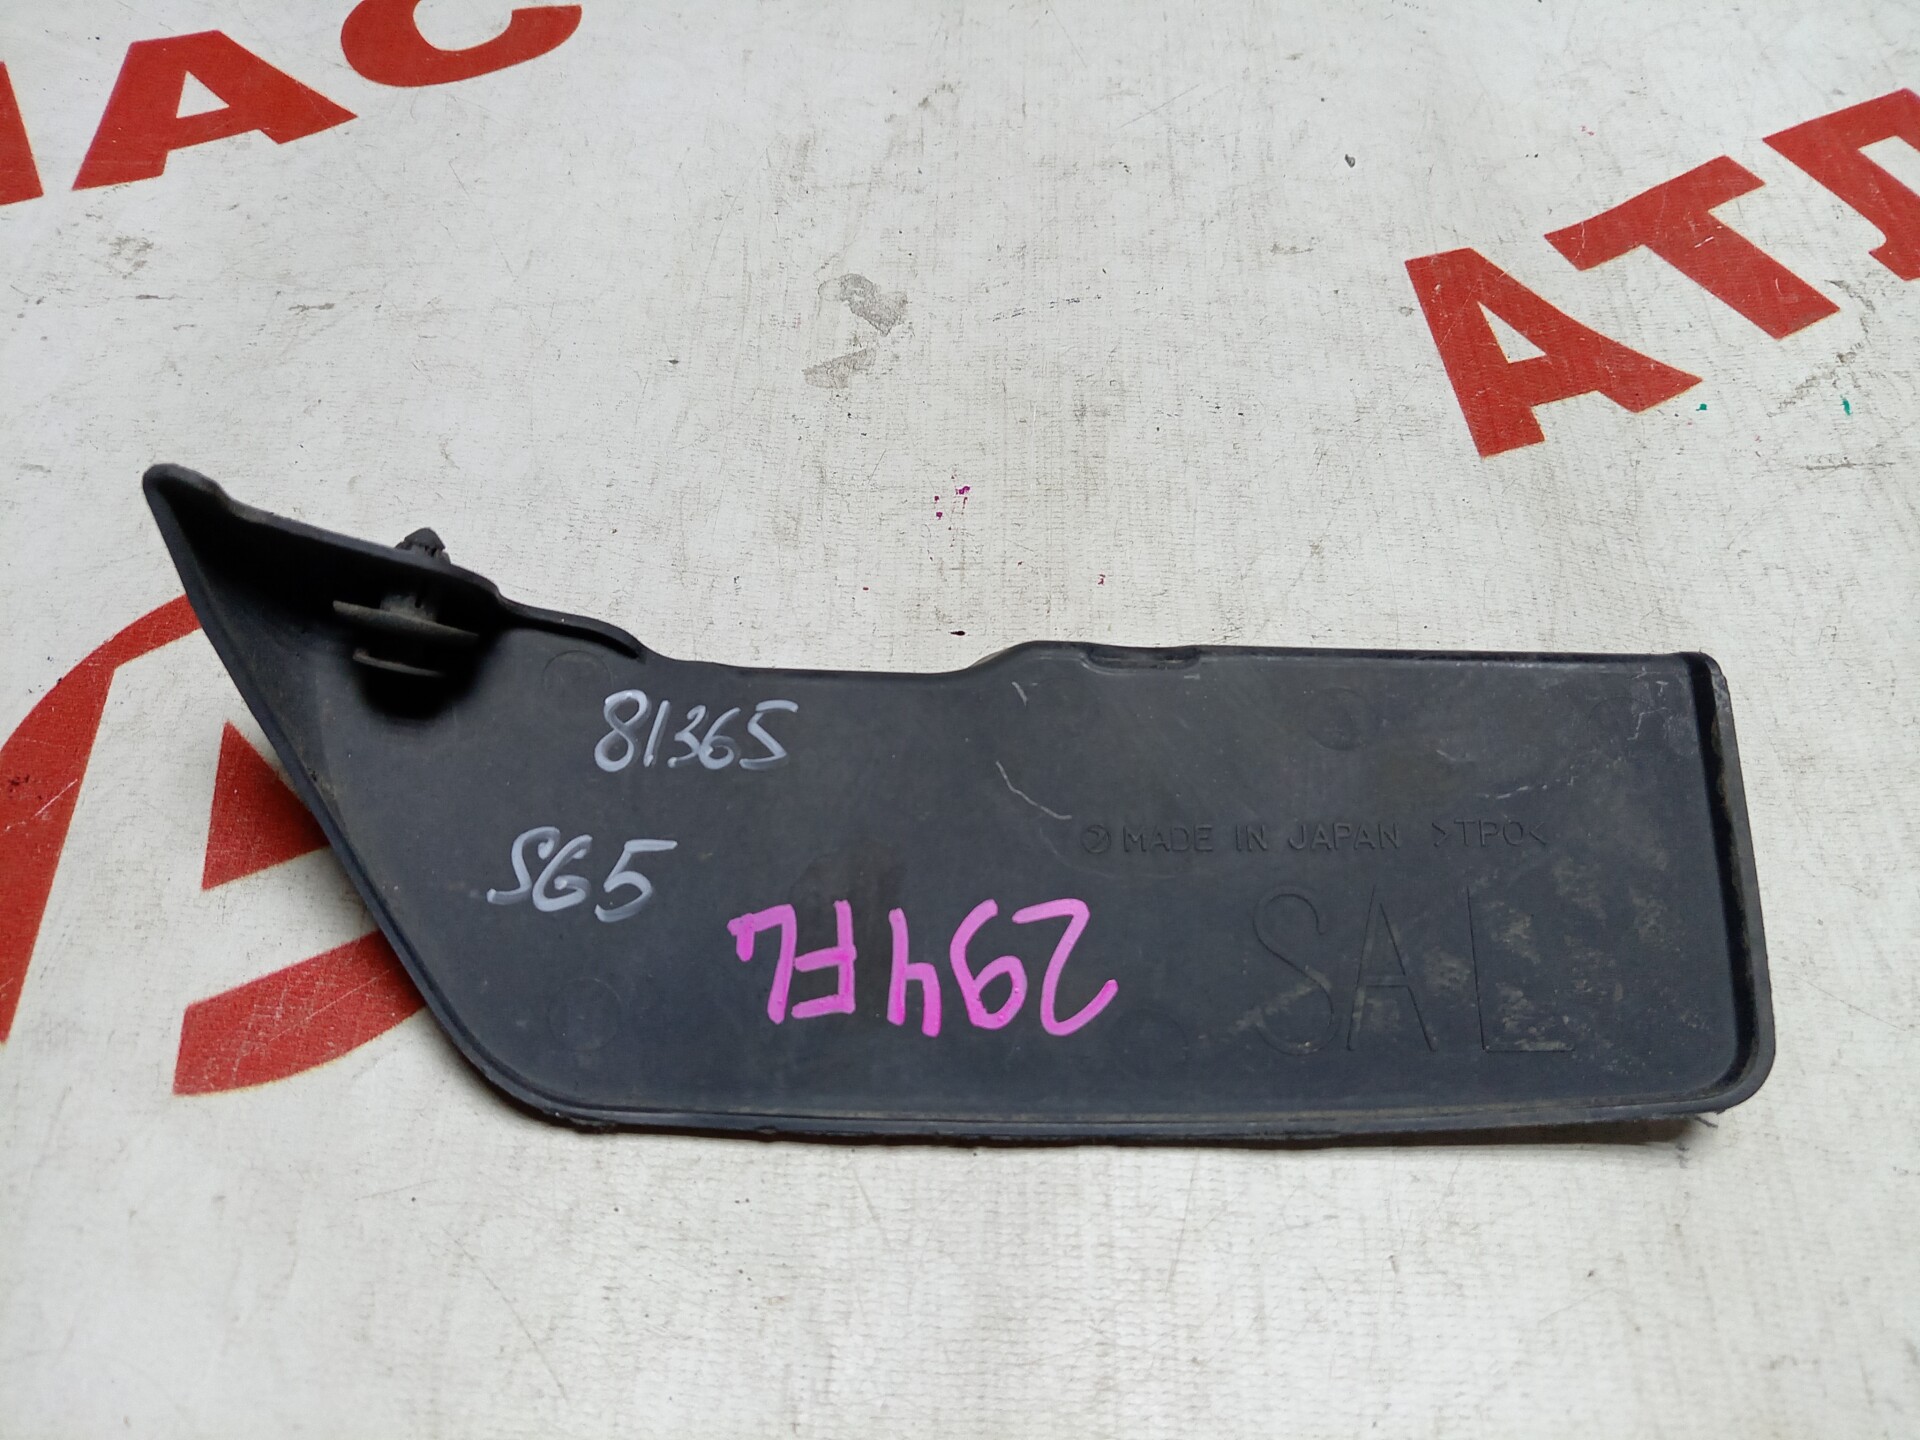 АТЛ
81365
SG5
MADE IN JAPAN >TPO<
294FL
SAL